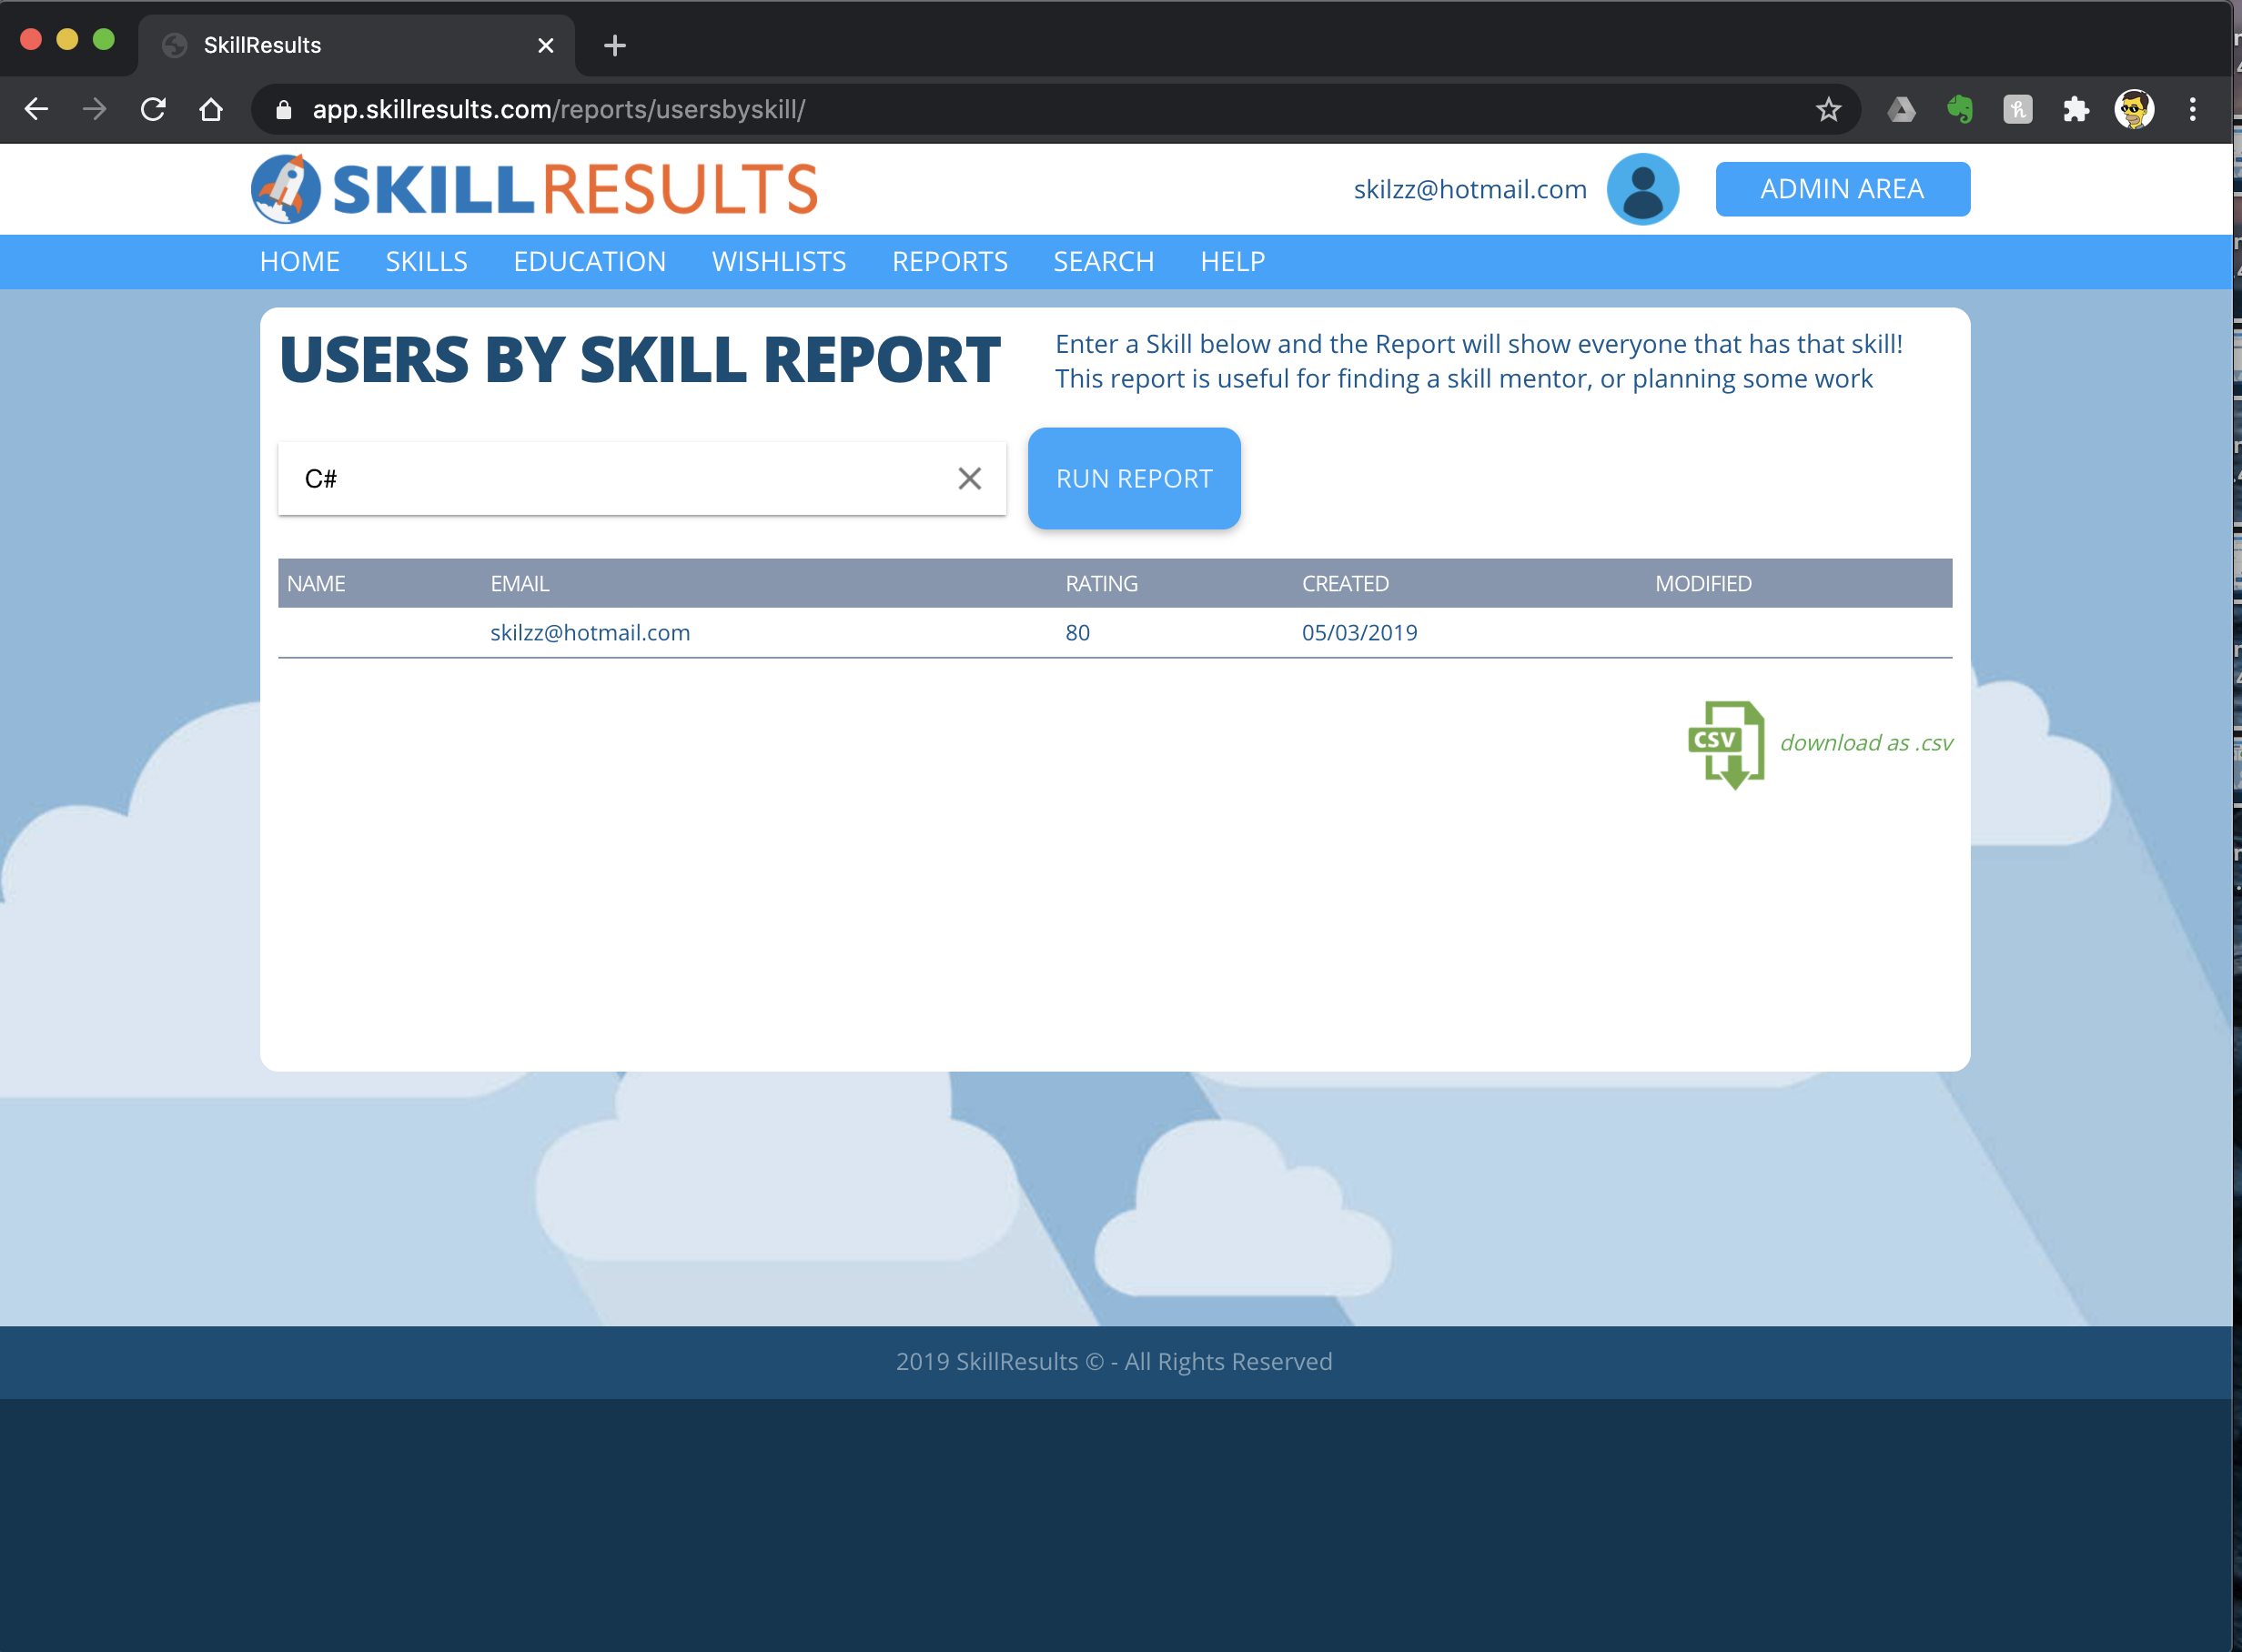 SkillResults
app.skillresults.com/reports/usersbyskill/
SKILLRESULTS
skilzz@hotmail.com
ADMIN AREA
HOME SKILLS EDUCATION WISHLISTS REPORTS SEARCH HELP
USERS BY SKILL REPORT
Enter a Skill below and the Report will show everyone that has that skill!
This report is useful for finding a skill mentor, or planning some work
C#
RUN REPORT
NAME EMAIL RATING CREATED MODIFIED
skilzz@hotmail.com 80 05/03/2019
CSV
download as .csv
2019 SkillResults © - All Rights Reserved